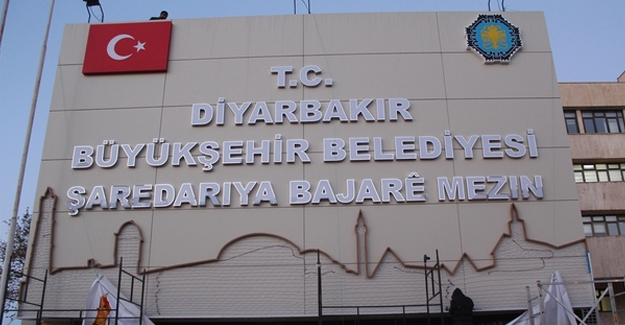 T.C.
DİYARBAKIR
BÜYÜKŞEHİR BELEDİYESİ
ŞAREDARIYA BAJARÊ MEZIN